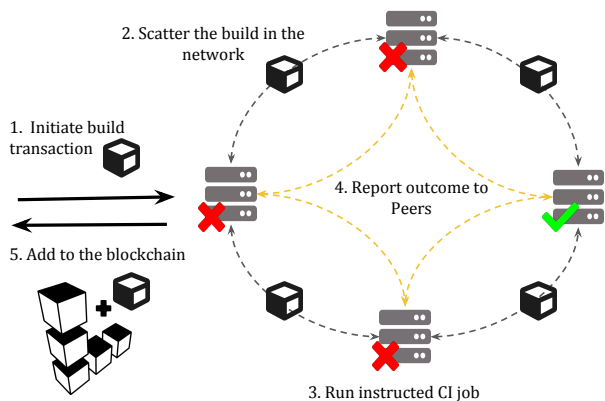 2. Scatter the build in the
network
1. Initiate build
transaction
4. Report outcome to
Peers
5. Add to the blockchain
3. Run instructed CI job